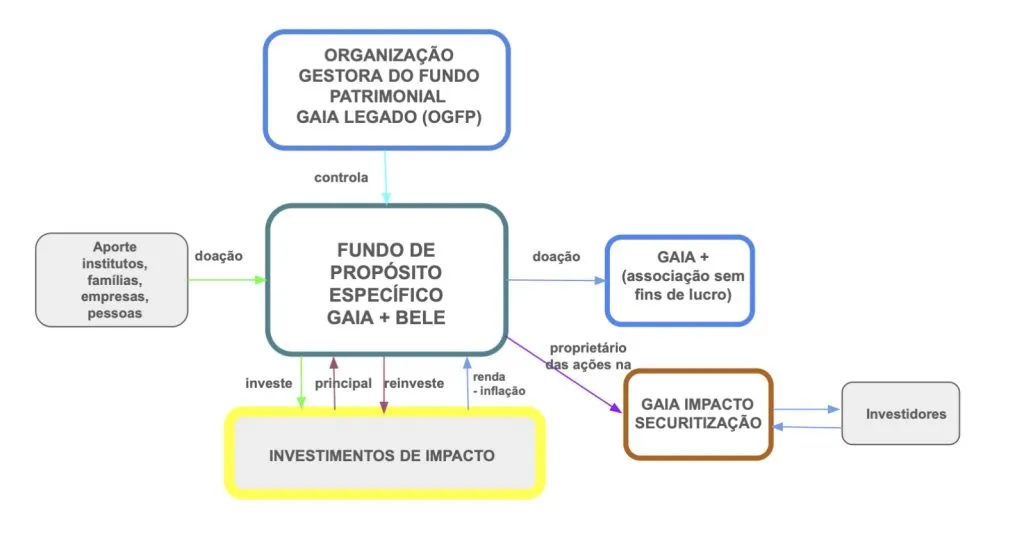 ORGANIZAÇÃO
GESTORA DO FUNDO
PATRIMONIAL
GAIA LEGADO (OGFP)
controla
Aporte
institutos,
famílias,
empresas,
pessoas
doação
FUNDO DE
PROPÓSITO
ESPECÍFICO
GAIA + BELE
doação
GAIA +
(associação sem
fins de lucro)
investe
principal
reinveste
renda
- inflação
proprietário
das ações na
GAIA IMPACTO
SECURITIZAÇÃO
Investidores
INVESTIMENTOS DE IMPACTO